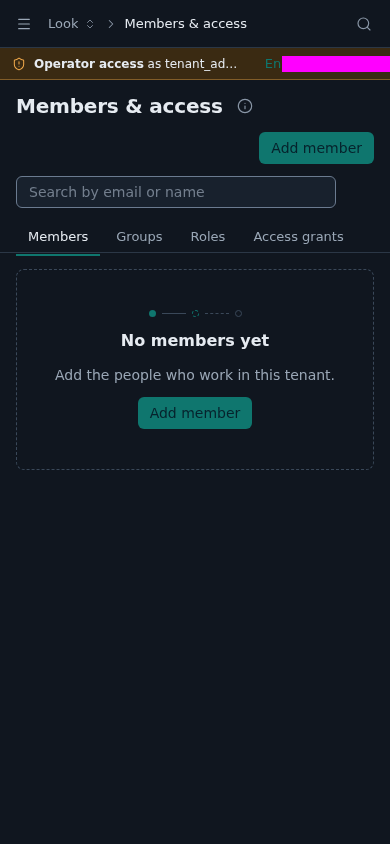 Look Members & access
Operator access as tenant_ad… En
Members & access
Add member
Search by email or name
Members Groups Roles Access grants
No members yet
Add the people who work in this tenant.
Add member